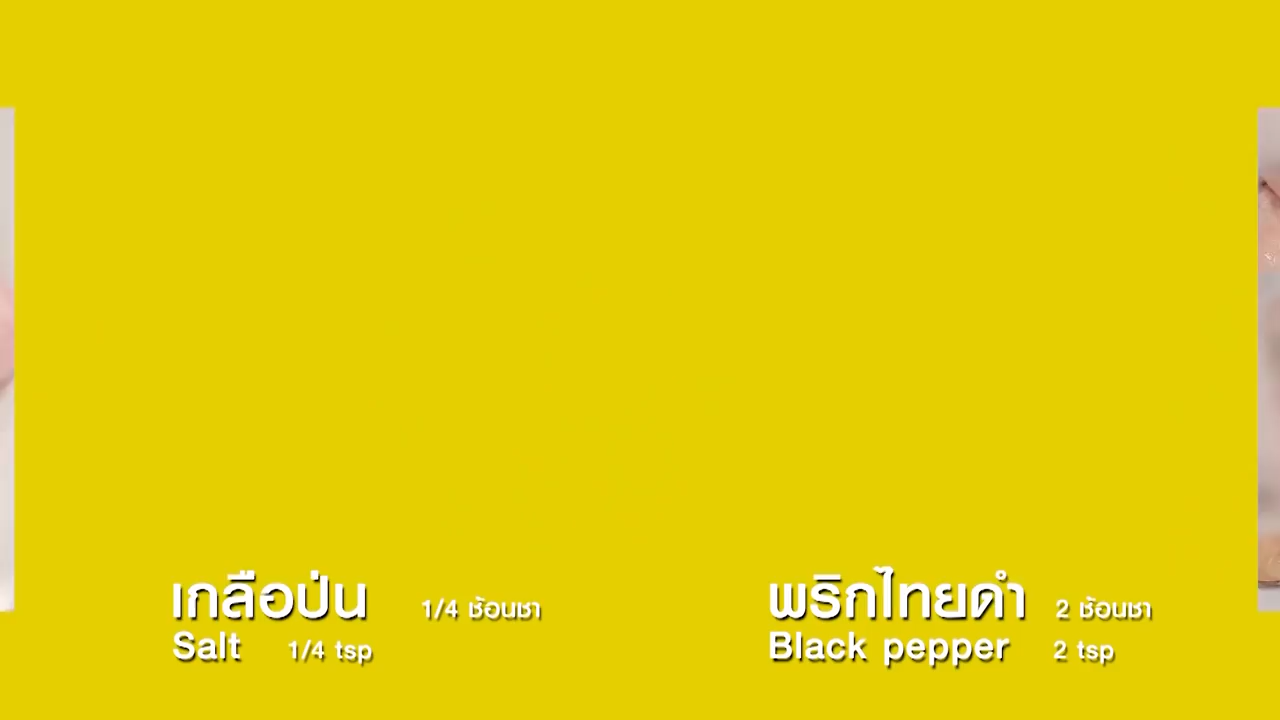 เกลือป่น 1/4 ช้อนชา
Salt 1/4 tsp
พริกไทยดำ 2 ช้อนชา
Black pepper 2 tsp